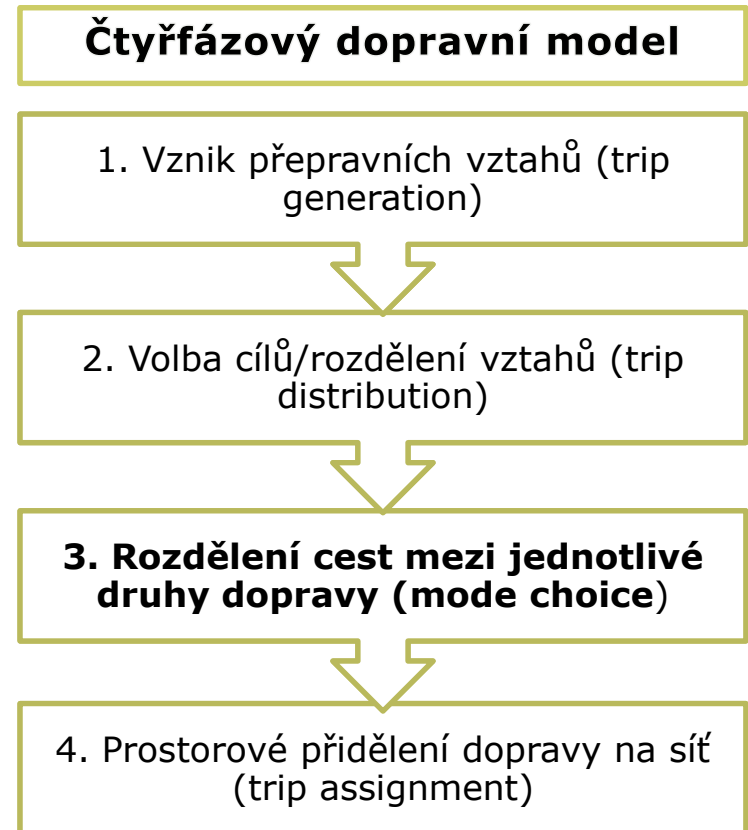 Čtyřfázový dopravní model
1. Vznik přepravních vztahů (trip
generation)
2. Volba cílů/rozdělení vztahů (trip
distribution)
3. Rozdělení cest mezi jednotlivé
druhy dopravy (mode choice)
4. Prostorové přidělení dopravy na síť
(trip assignment)